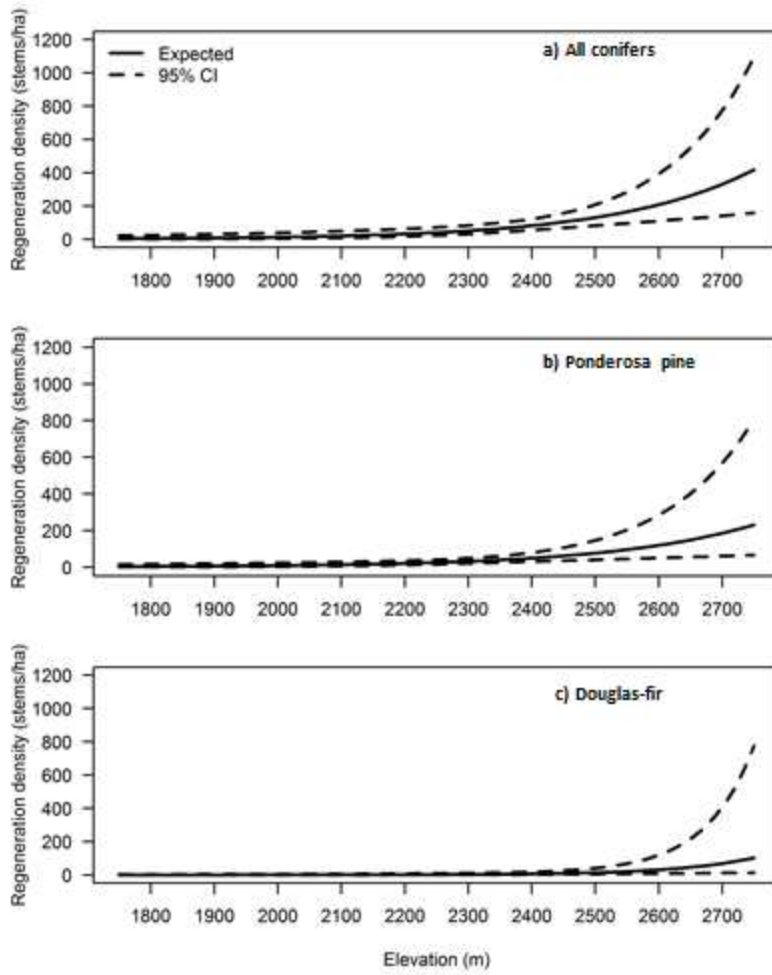 Regeneration density (stems/ha)
1200
1000
800
600
400
200
0
Expected
95% CI
a) All conifers
1800 1900 2000 2100 2200 2300 2400 2500 2600 2700
Regeneration density (stems/ha)
1200
1000
800
600
400
200
0
b) Ponderosa pine
1800 1900 2000 2100 2200 2300 2400 2500 2600 2700
Regeneration density (stems/ha)
1200
1000
800
600
400
200
0
c) Douglas-fir
1800 1900 2000 2100 2200 2300 2400 2500 2600 2700
Elevation (m)